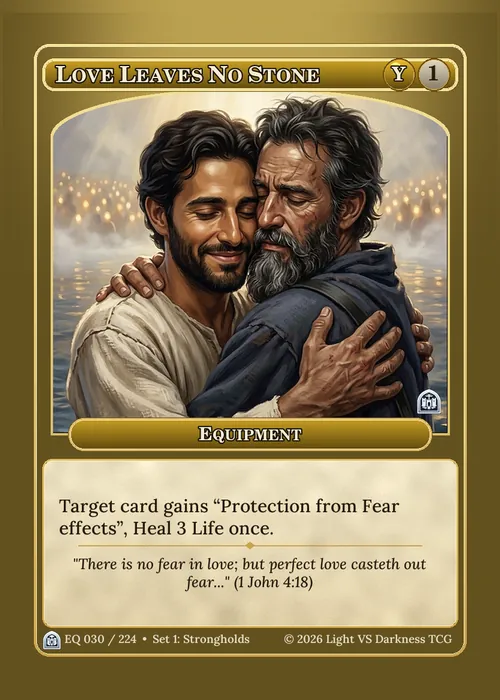 Love Leaves No Stone Y 1
Equipment
Target card gains “Protection from Fear
effects”, Heal 3 Life once.
"There is no fear in love; but perfect love casteth out
fear..." (1 John 4:18)
EQ 030 / 224 • Set 1: Strongholds © 2026 Light VS Darkness TCG